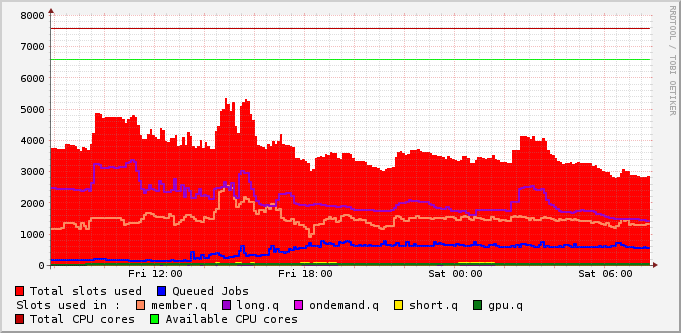 8000
7000
6000
5000
4000
3000
2000
1000
0
Fri 12:00 Fri 18:00 Sat 00:00 Sat 06:00
RRDTOOL / TOBI OETIKER
Total slots used Queued Jobs
Slots used in : member.q long.q ondemand.q short.q gpu.q
Total CPU cores Available CPU cores